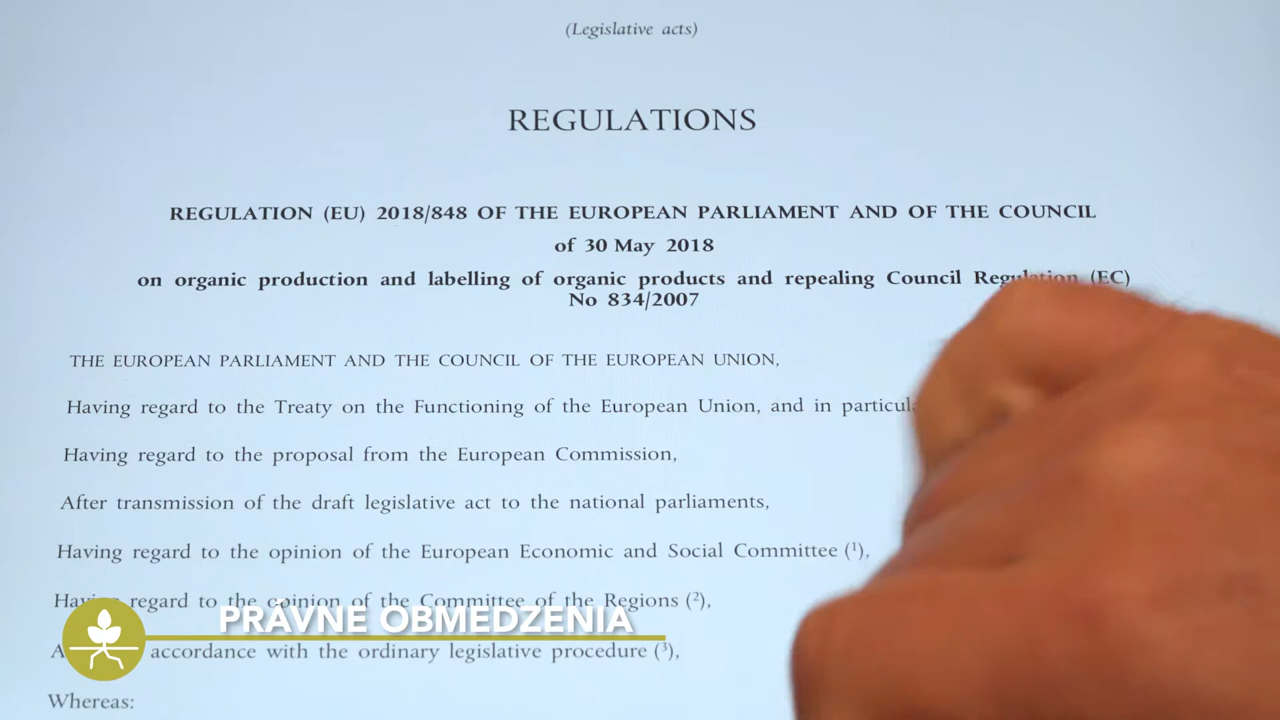 (Legislative acts)
REGULATIONS
REGULATION (EU) 2018/848 OF THE EUROPEAN PARLIAMENT AND OF THE COUNCIL
of 30 May 2018
on organic production and labelling of organic products and repealing Council Regulation (EC)
No 834/2007
THE EUROPEAN PARLIAMENT AND THE COUNCIL OF THE EUROPEAN UNION,
Having regard to the Treaty on the Functioning of the European Union, and in
Having regard to the proposal from the European Commission,
After transmission of the draft legislative act to the national parliaments,
Having regard to the opinion of the European Economic and Social Committee (¹),
Having regard to the opinion of the Committee of the Regions (²),
PRÁVNE OBMEDZENIA
accordance with the ordinary legislative procedure (³),
Whereas: